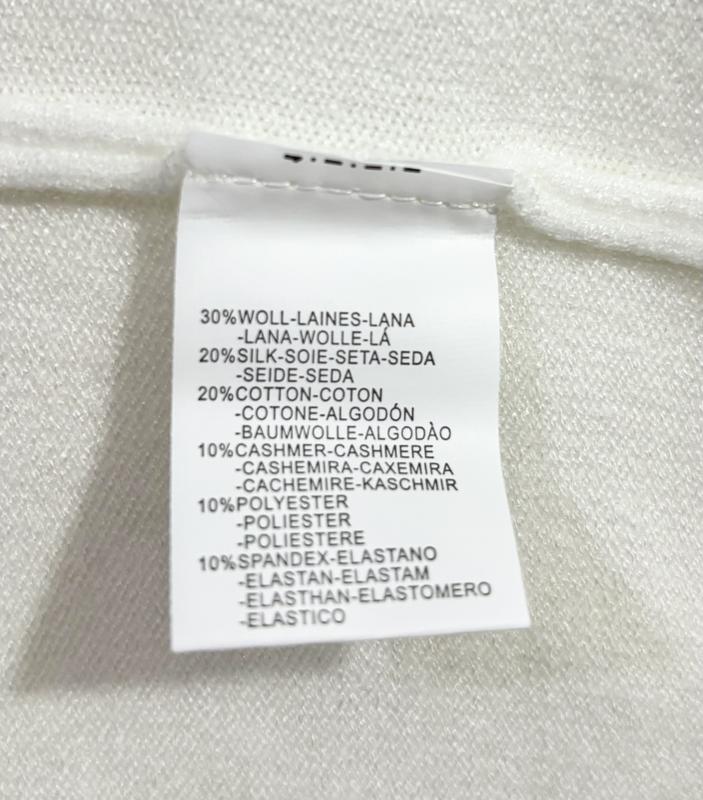 30%WOLL-LAINES-LANA
-LANA-WOLLE-LÁ
20%SILK-SOIE-SETA-SEDA
-SEIDE-SEDA
20%COTTON-COTON
-COTONE-ALGODÓN
-BAUMWOLLE-ALGODÀO
10%CASHMER-CASHMERE
-CASHEMIRA-CAXEMIRA
-CACHEMIRE-KASCHMIR
10%POLYESTER
-POLIESTER
-POLIESTERE
10%SPANDEX-ELASTANO
-ELASTAN-ELASTAM
-ELASTHAN-ELASTOMERO
-ELASTICO